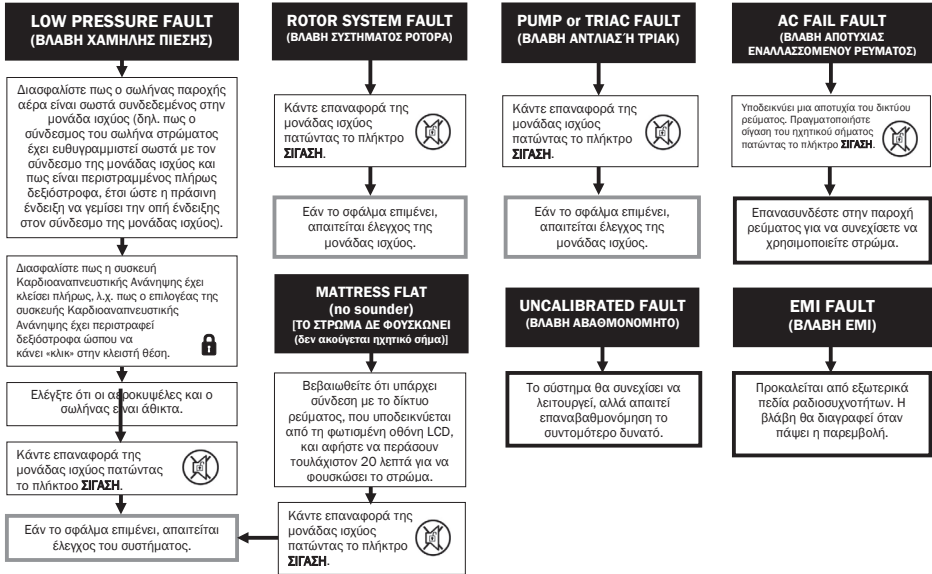 LOW PRESSURE FAULT
(ΒΛΑΒΗ ΧΑΜΗΛΗΣ ΠΙΕΣΗΣ)
Διασφαλίστε πως ο σωλήνας παροχής
αέρα είναι σωστά συνδεδεμένος στην
μονάδα ισχύος (δηλ. πως ο
σύνδεσμος του σωλήνα στρώματος
έχει ευθυγραμμιστεί σωστά με τον
σύνδεσμο της μονάδας ισχύος και
πως είναι περιστραμμένος πλήρως
δεξιόστροφα, έτσι ώστε η πράσινη
ένδειξη να γεμίσει την οπή ένδειξης
στον σύνδεσμο της μονάδας ισχύος).
Διασφαλίστε πως η συσκευή
Καρδιοαναπνευστικής Ανάνηψης έχει
κλείσει πλήρως, λ.χ. πως ο επιλογέας της
συσκευής Καρδιοαναπνευστικής
Ανάνηψης έχει περιστραφεί
δεξιόστροφα ώσπου να
κάνει «κλικ» στην κλειστή θέση.
Ελέγξτε ότι οι αεροκυψέλες και ο
σωλήνας είναι άθικτα.
Κάντε επαναφορά της
μονάδας ισχύος πατώντας
το πλήκτρο ΣΙΓΑΣΗ.
Εάν το σφάλμα επιμένει, απαιτείται
έλεγχος του συστήματος.
ROTOR SYSTEM FAULT
(ΒΛΑΒΗ ΣΥΣΤΗΜΑΤΟΣ ΡΟΤΟΡΑ)
Κάντε επαναφορά της
μονάδας ισχύος
πατώντας το πλήκτρο
ΣΙΓΑΣΗ.
Εάν το σφάλμα επιμένει,
απαιτείται έλεγχος της
μονάδας ισχύος.
MATTRESS FLAT
(no sounder)
[ΤΟ ΣΤΡΩΜΑ ΔΕ ΦΟΥΣΚΩΝΕΙ
(δεν ακούγεται ηχητικό σήμα)]
Βεβαιωθείτε ότι υπάρχει
σύνδεση με το δίκτυο
ρεύματος, που υποδεικνύεται
από τη φωτισμένη οθόνη LCD,
και αφήστε να περάσουν
τουλάχιστον 20 λεπτά για να
φουσκώσει το στρώμα.
Κάντε επαναφορά της
μονάδας ισχύος
πατώντας το πλήκτρο
ΣΙΓΑΣΗ.
PUMP or TRIAC FAULT
(ΒΛΑΒΗ ΑΝΤΛΙΑΣ Ή ΤΡΙΑΚ)
Κάντε επαναφορά της
μονάδας ισχύος
πατώντας το πλήκτρο
ΣΙΓΑΣΗ.
Εάν το σφάλμα επιμένει,
απαιτείται έλεγχος της
μονάδας ισχύος.
UNCALIBRATED FAULT
(ΒΛΑΒΗ ΑΒΑΘΜΟΝΟΜΗΤΟ)
Το σύστημα θα συνεχίσει να
λειτουργεί, αλλά απαιτεί
επαναβαθμονόμηση το
συντομότερο δυνατό.
AC FAIL FAULT
(ΒΛΑΒΗ ΑΠΟΤΥΧΙΑΣ
ΕΝΑΛΛΑΣΣΟΜΕΝΟΥ ΡΕΥΜΑΤΟΣ)
Υποδεικνύει μια αποτυχία του δικτύου
ρεύματος. Πραγματοποιήστε
σίγαση του ηχητικού σήματος
πατώντας το πλήκτρο ΣΙΓΑΣΗ.
Επανασυνδέστε στην παροχή
ρεύματος για να συνεχίσετε να
χρησιμοποιείτε στρώμα.
EMI FAULT
(ΒΛΑΒΗ EMI)
Προκαλείται από εξωτερικά
πεδία ραδιοσυχνοτήτων. Η
βλάβη θα διαγραφεί όταν
πάψει η παρεμβολή.